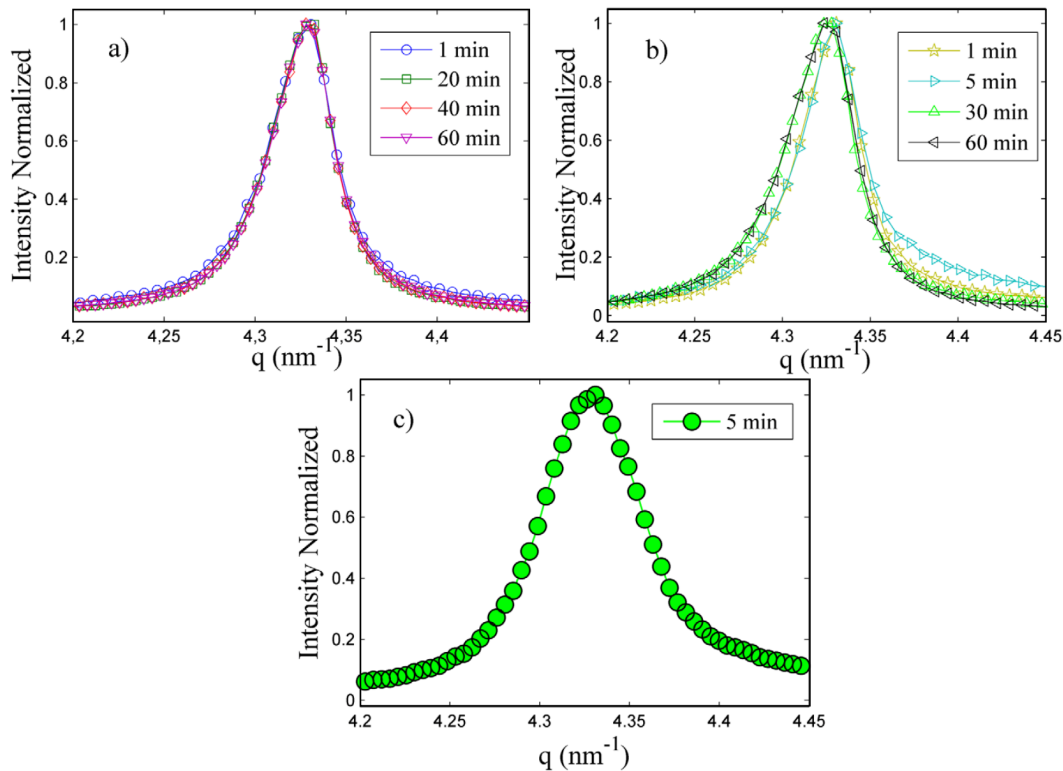 a)
1 min
20 min
40 min
60 min
Intensity Normalized
1
0.8
0.6
0.4
0.2
4.2
4.25
4.33
4,35
4,4
q (nm⁻¹)
b)
1 min
5 min
30 min
60 min
Intensity Normalized
1
0.8
0.6
0.4
0.2
0
4.2
4.25
4.33
4.35
4.4
4.45
q (nm⁻¹)
c)
5 min
Intensity Normalized
1
0.8
0.6
0.4
0.2
0
4.2
4.25
4.33
4.35
4.4
4.45
q (nm⁻¹)